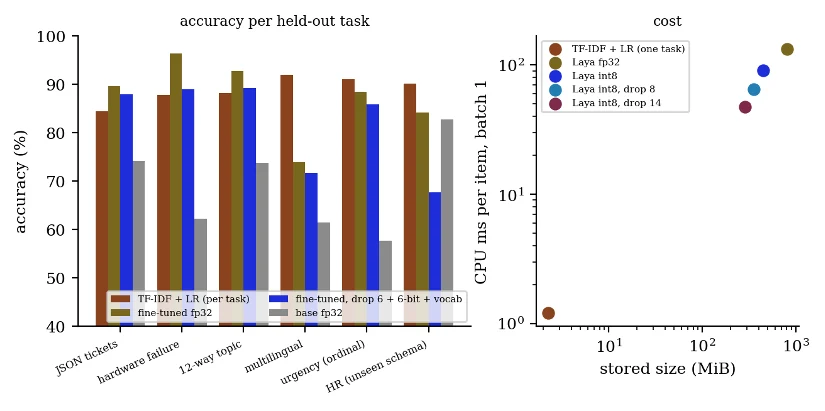 accuracy per held-out task
accuracy (%)
100
90
80
70
60
50
40
TF-IDF + LR (per task)
fine-tuned fp32
fine-tuned, drop 6 + 6-bit + vocab
base fp32
JSON tickets
hardware failure
12-way topic
multilingual
urgency (ordinal)
HR (unseen schema)
cost
CPU ms per item, batch 1
10²
10¹
10⁰
TF-IDF + LR (one task)
Laya fp32
Laya int8
Laya int8, drop 8
Laya int8, drop 14
10¹
10²
10³
stored size (MiB)